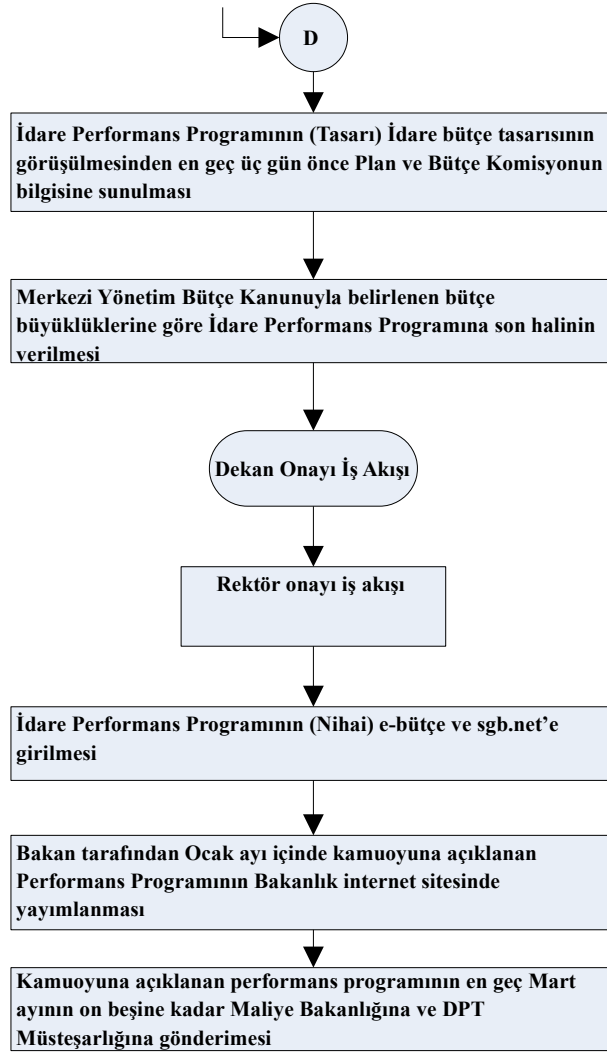 D
İdare Performans Programının (Tasarı) İdare bütçe tasarısının
görüşülmesinden en geç üç gün önce Plan ve Bütçe Komisyonun
bilgisine sunulması
Merkezi Yönetim Bütçe Kanunuyla belirlenen bütçe
büyüklüklerine göre İdare Performans Programına son halinin
verilmesi
Dekan Onayı İş Akışı
Rektör onayı iş akışı
İdare Performans Programının (Nihai) e-bütçe ve sgb.net’e
girilmesi
Bakan tarafından Ocak ayı içinde kamuoyuna açıklanan
Performans Programının Bakanlık internet sitesinde
yayımlanması
Kamuoyuna açıklanan performans programının en geç Mart
ayının on beşine kadar Maliye Bakanlığına ve DPT
Müsteşarlığına gönderimesi